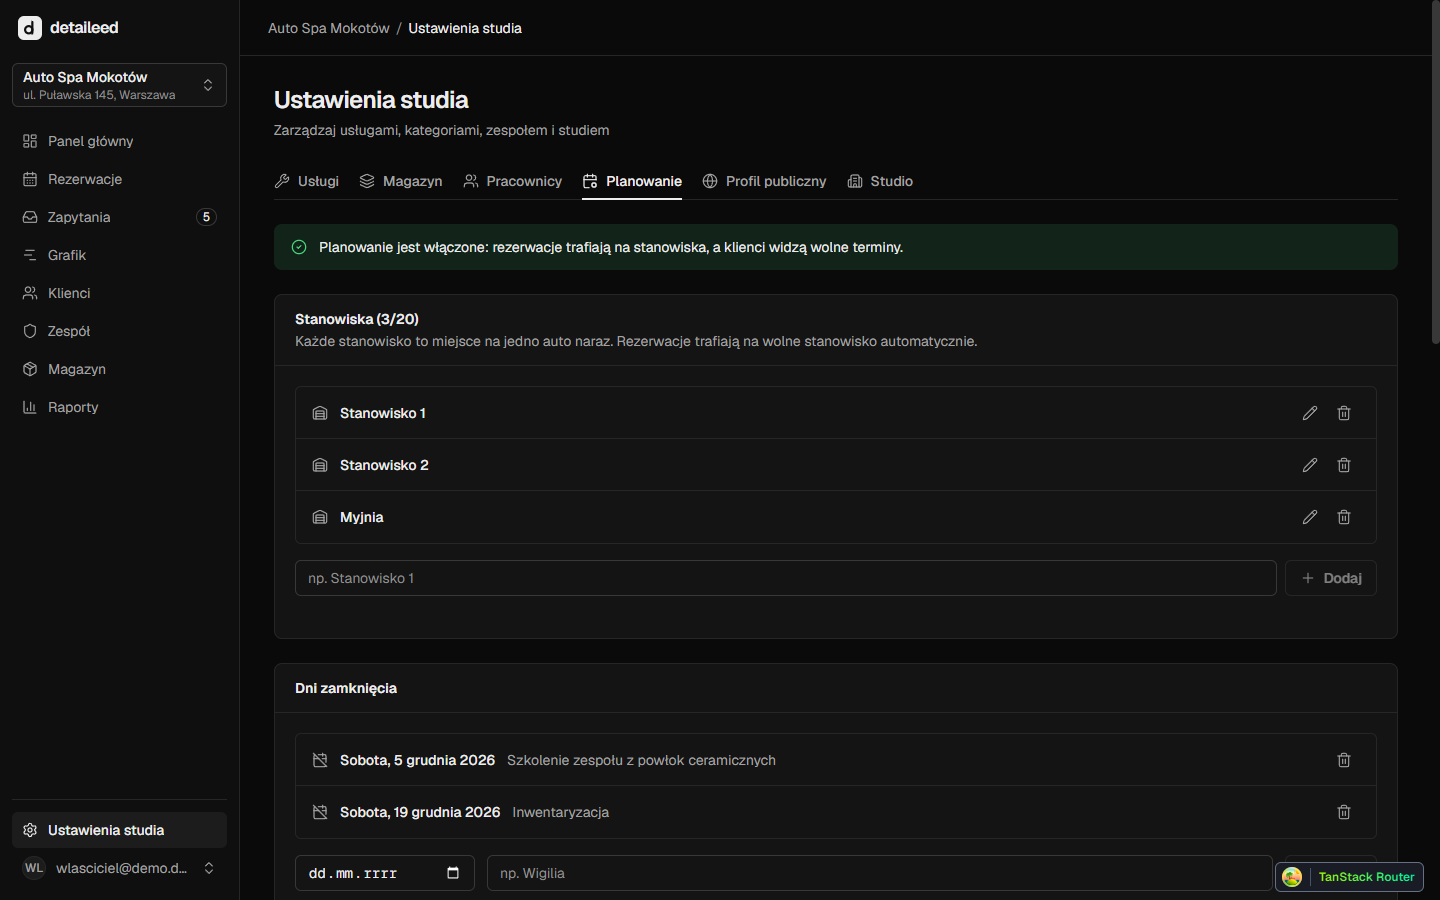 detaileed
Auto Spa Mokotów
ul. Puławska 145, Warszawa
Panel główny
Rezerwacje
Zapytania 5
Grafik
Klienci
Zespół
Magazyn
Raporty
Ustawienia studia
WL wlasciciel@demo.d...
Auto Spa Mokotów / Ustawienia studia
Ustawienia studia
Zarządzaj usługami, kategoriami, zespołem i studiem
Usługi Magazyn Pracownicy Planowanie Profil publiczny Studio
Planowanie jest włączone: rezerwacje trafiają na stanowiska, a klienci widzą wolne terminy.
Stanowiska (3/20)
Każde stanowisko to miejsce na jedno auto naraz. Rezerwacje trafiają na wolne stanowisko automatycznie.
Stanowisko 1
Stanowisko 2
Myjnia
np. Stanowisko 1 Dodaj
Dni zamknięcia
Sobota, 5 grudnia 2026 Szkolenie zespołu z powłok ceramicznych
Sobota, 19 grudnia 2026 Inwentaryzacja
dd.mm.rrrr np. Wigilia
TanStack Router